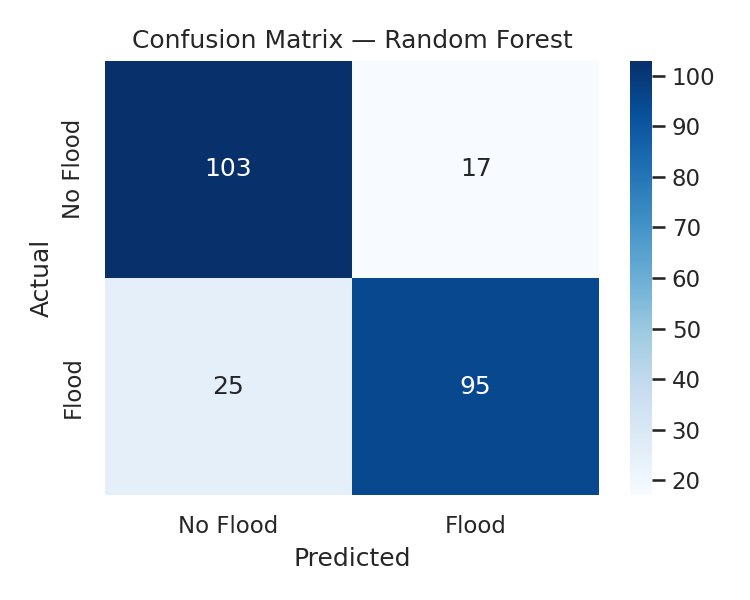 Confusion Matrix — Random Forest
Actual
No Flood
Flood
103
17
25
95
No Flood
Flood
Predicted
100
90
80
70
60
50
40
30
20